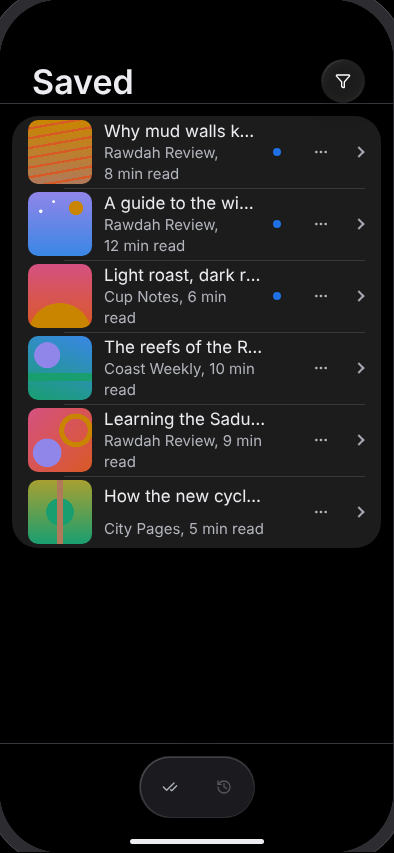 Saved
Why mud walls k...
Rawdah Review,
8 min read
A guide to the wi...
Rawdah Review,
12 min read
Light roast, dark r...
Cup Notes, 6 min
read
The reefs of the R...
Coast Weekly, 10 min
read
Learning the Sadu...
Rawdah Review, 9 min
read
How the new cycl...
City Pages, 5 min read